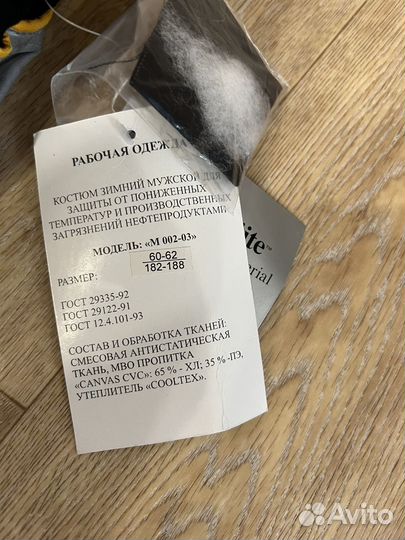 РАБОЧАЯ ОДЕЖДА
КОСТЮМ ЗИМНИЙ МУЖСКОЙ ДЛЯ
ЗАЩИТЫ ОТ ПОНИЖЕННЫХ
ТЕМПЕРАТУР И ПРОИЗВОДСТВЕННЫХ
ЗАГРЯЗНЕНИЙ НЕФТЕПРОДУКТАМИ
МОДЕЛЬ: «М 002-03»
РАЗМЕР:
60-62
182-188
ГОСТ 29335-92
ГОСТ 29122-91
ГОСТ 12.4.101-93
СОСТАВ И ОБРАБОТКА ТКАНЕЙ:
СМЕСОВАЯ АНТИСТАТИЧЕСКАЯ
ТКАНЬ, МВО ПРОПИТКА
«CANVAS CVC»: 65 % - ХЛ; 35 % -ПЭ.
УТЕПЛИТЕЛЬ «COOLTEX».
Avito